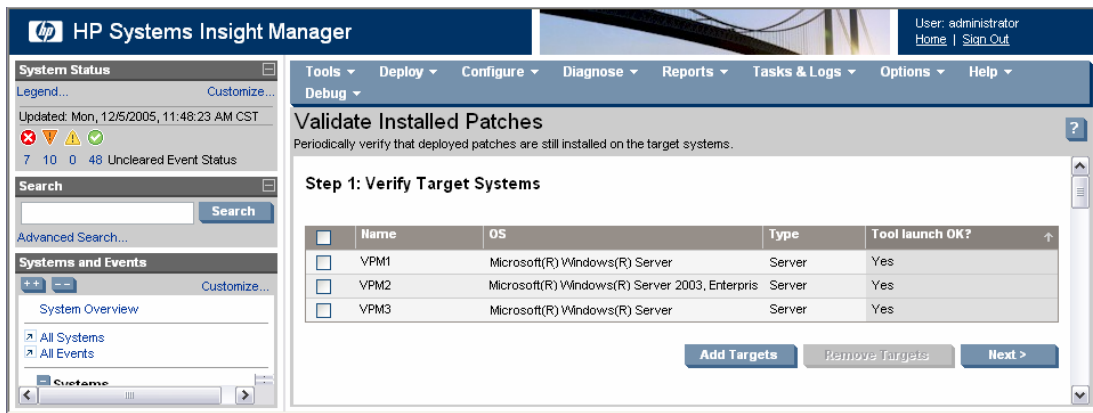 hp HP Systems Insight Manager
User: administrator
Home | Sign Out
System Status
Legend... Customize...
Updated: Mon, 12/5/2005, 11:48:23 AM CST
7 10 0 48 Uncleared Event Status
Search
Search
Advanced Search...
Systems and Events
++ -- Customize...
System Overview
All Systems
All Events
Systems
Tools Deploy Configure Diagnose Reports Tasks & Logs Options Help
Debug
Validate Installed Patches
?
Periodically verify that deployed patches are still installed on the target systems.
Step 1: Verify Target Systems
Name OS Type Tool launch OK?
VPM1 Microsoft(R) Windows(R) Server Server Yes
VPM2 Microsoft(R) Windows(R) Server 2003, Enterpris Server Yes
VPM3 Microsoft(R) Windows(R) Server Server Yes
Add Targets Remove Targets Next >